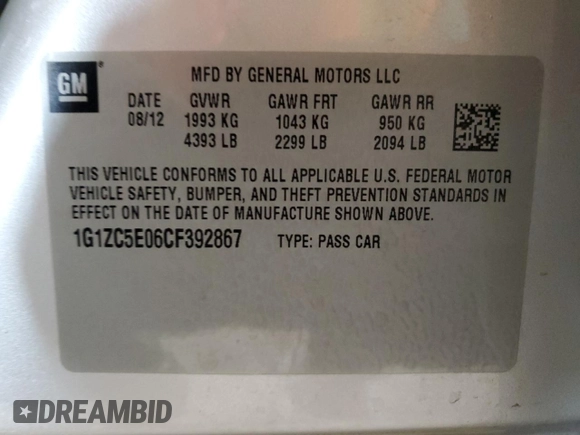 GM
®
MFD BY GENERAL MOTORS LLC
DATE GVWR GAWR FRT GAWR RR
08/12 1993 KG 1043 KG 950 KG
4393 LB 2299 LB 2094 LB
THIS VEHICLE CONFORMS TO ALL APPLICABLE U.S. FEDERAL MOTOR
VEHICLE SAFETY, BUMPER, AND THEFT PREVENTION STANDARDS IN
EFFECT ON THE DATE OF MANUFACTURE SHOWN ABOVE.
1G1ZC5E06CF392867 TYPE: PASS CAR
DREAMBID